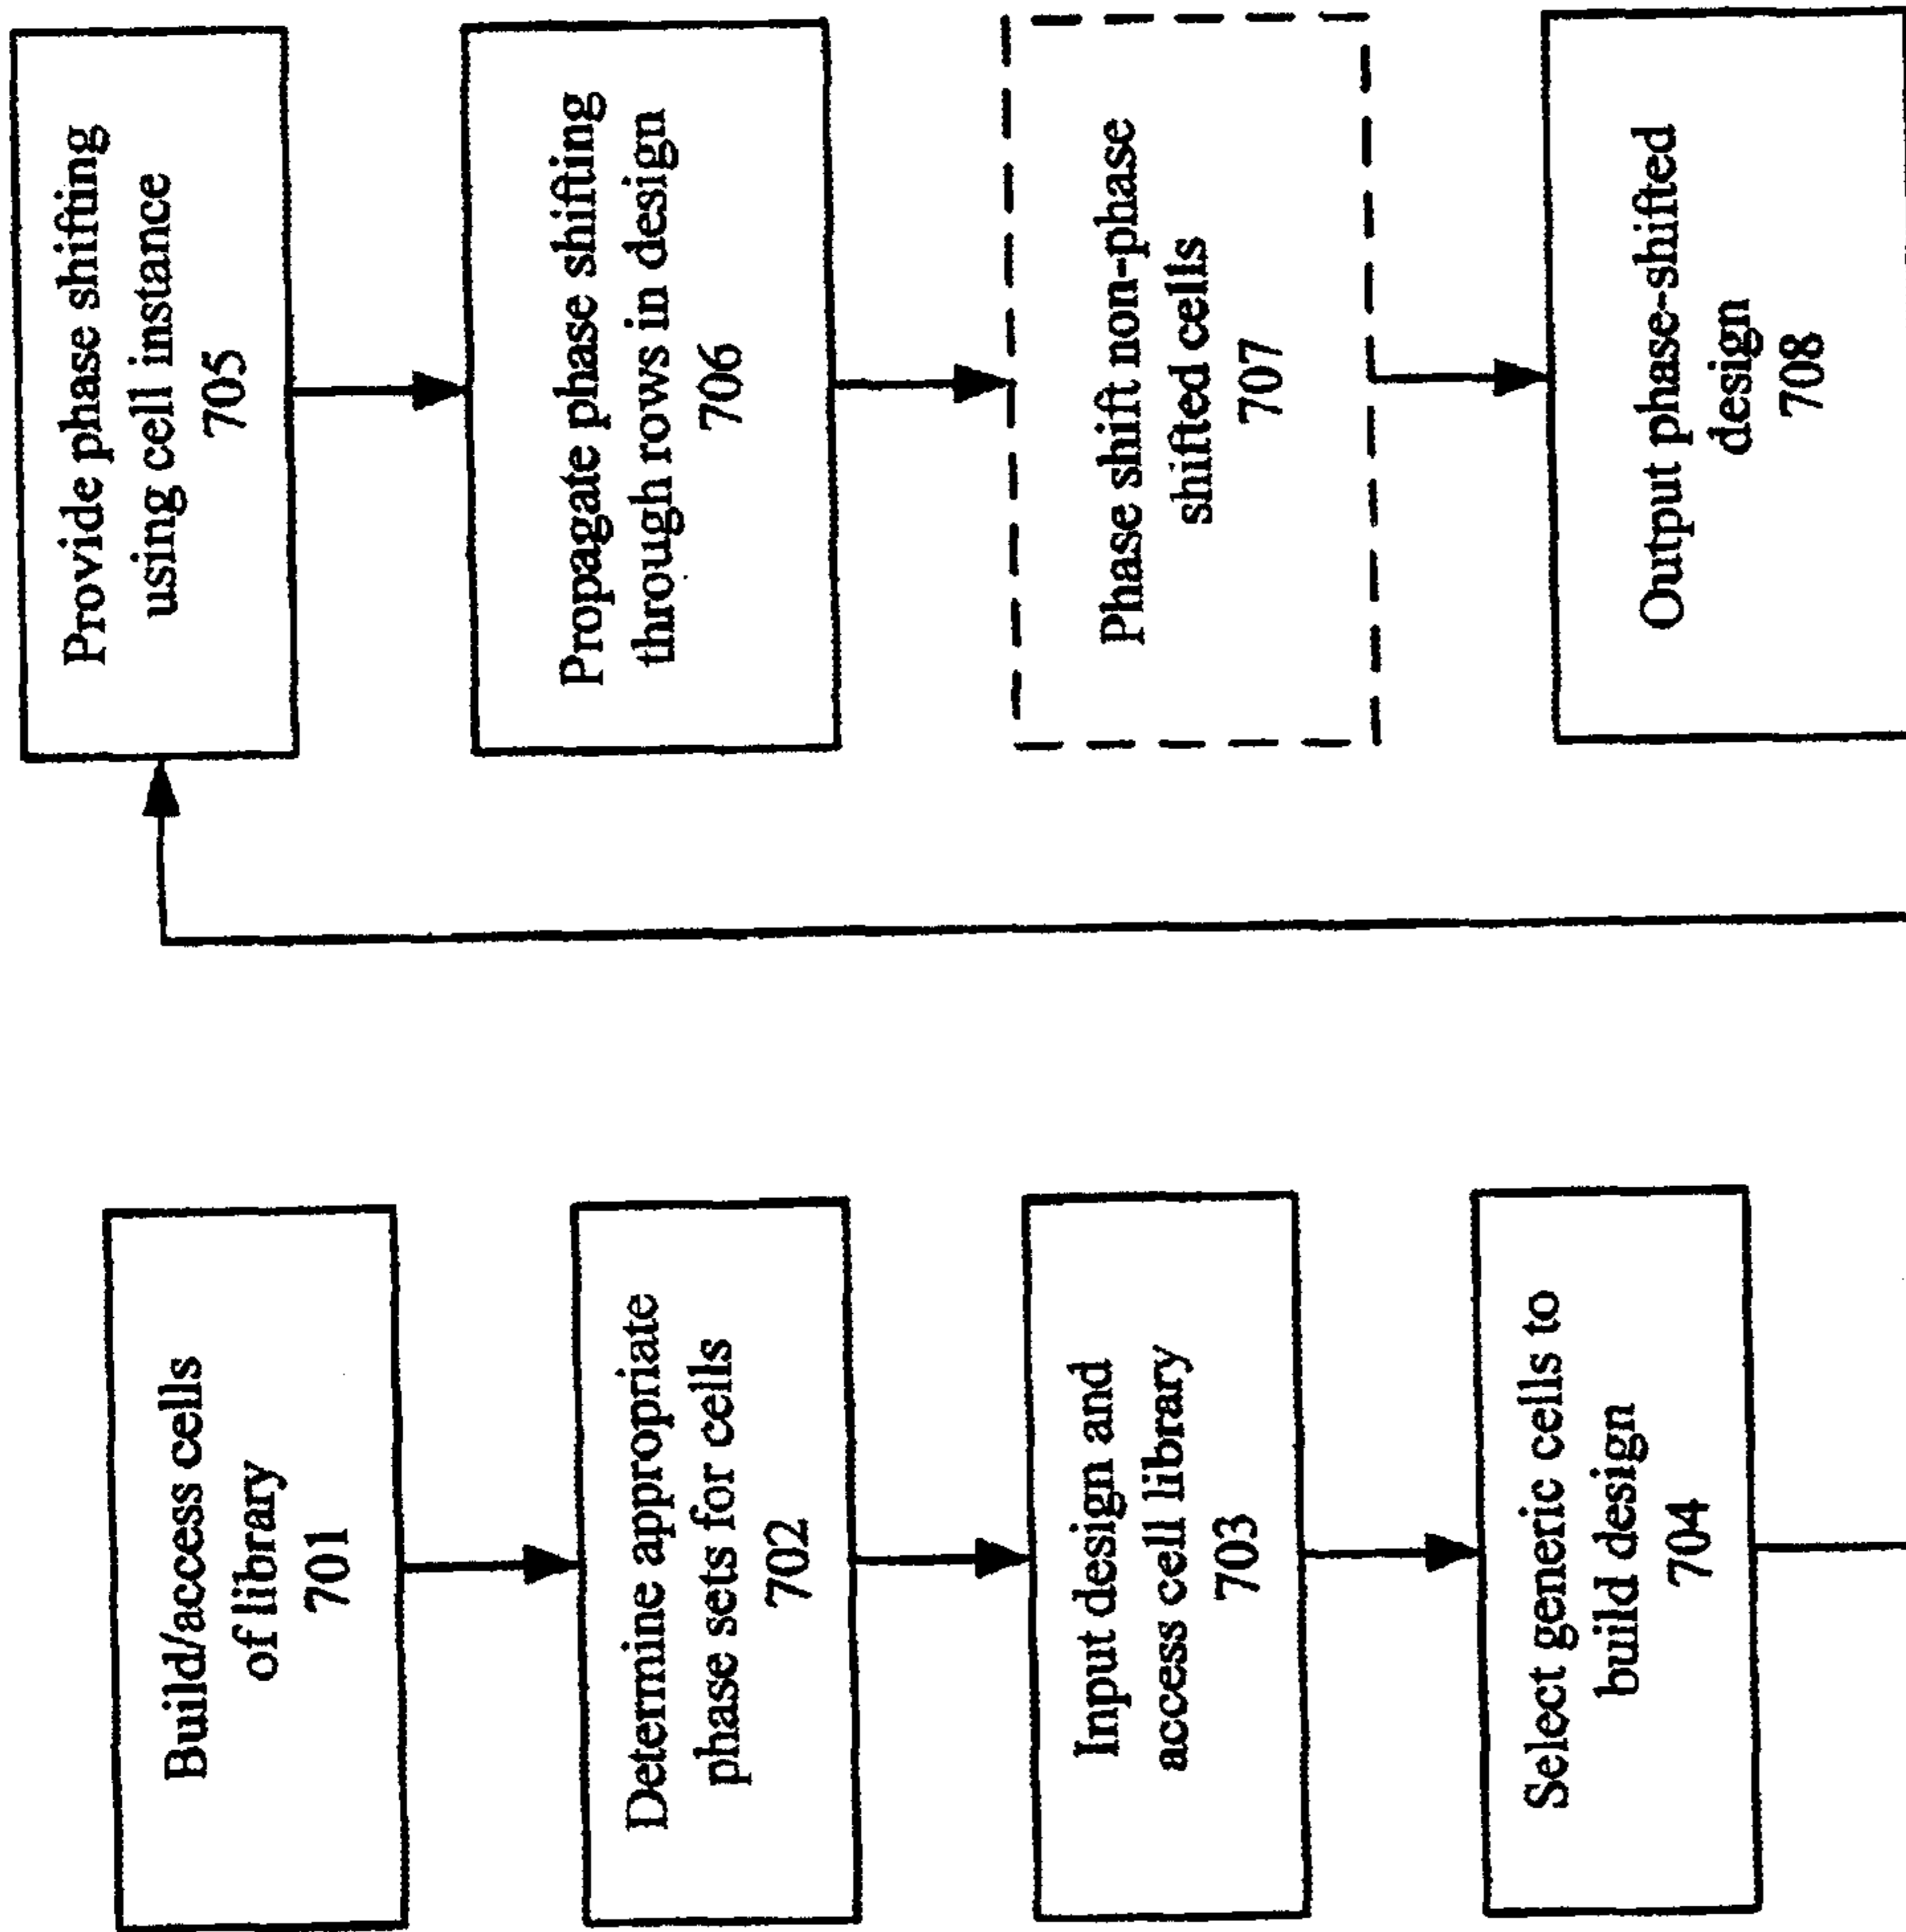 Build/access cells
of library
701
Determine appropriate
phase sets for cells
702
Input design and
access cell library
703
Select generic cells to
build design
704
Provide phase shifting
using cell instance
705
Propagate phase shifting
through rows in design
706
Phase shift non-phase
shifted cells
707
Output phase-shifted
design
708